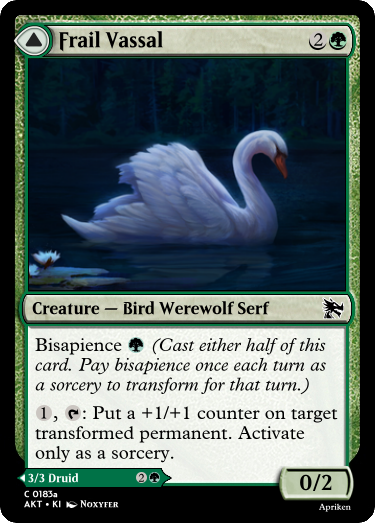 Frail Vassal 2
Creature — Bird Werewolf Serf
Bisapience (Cast either half of this
card. Pay bisapience once each turn as
a sorcery to transform for that turn.)
1, : Put a +1/+1 counter on target
transformed permanent. Activate
only as a sorcery.
3/3 Druid 2
0/2
C 0183a
AKT • KI Noxyfer
Apriken